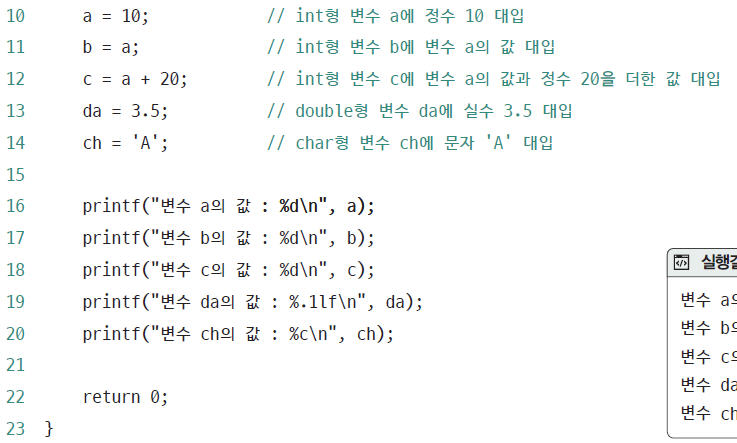 10 a = 10; // int형 변수 a에 정수 10 대입
11 b = a; // int형 변수 b에 변수 a의 값 대입
12 c = a + 20; // int형 변수 c에 변수 a의 값과 정수 20을 더한 값 대입
13 da = 3.5; // double형 변수 da에 실수 3.5 대입
14 ch = 'A'; // char형 변수 ch에 문자 'A' 대입
15
16 printf("변수 a의 값 : %d\n", a);
17 printf("변수 b의 값 : %d\n", b);
18 printf("변수 c의 값 : %d\n", c);
19 printf("변수 da의 값 : %.1lf\n", da);
20 printf("변수 ch의 값 : %c\n", ch);
21
22 return 0;
23 }
변수
변수
변수
변수 da
변수 ch